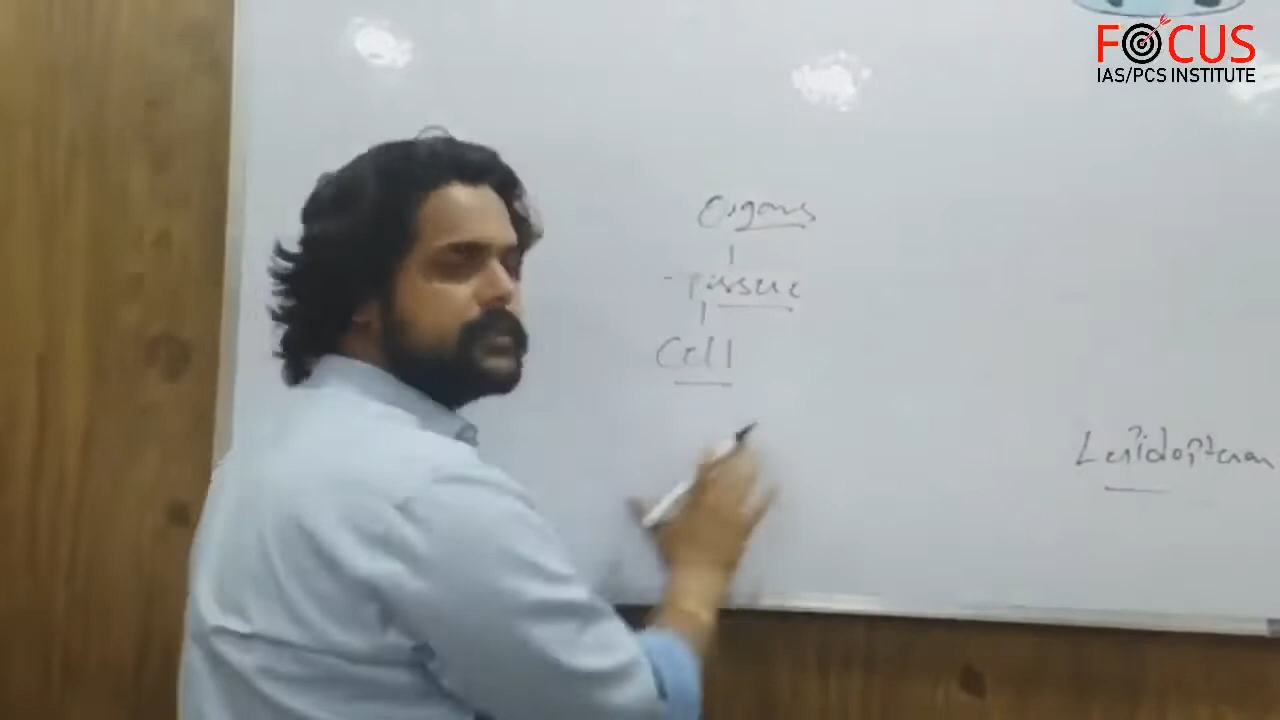 FOCUS
IAS/PCS INSTITUTE
Organs
Tissue
Cell
Lepidopteran